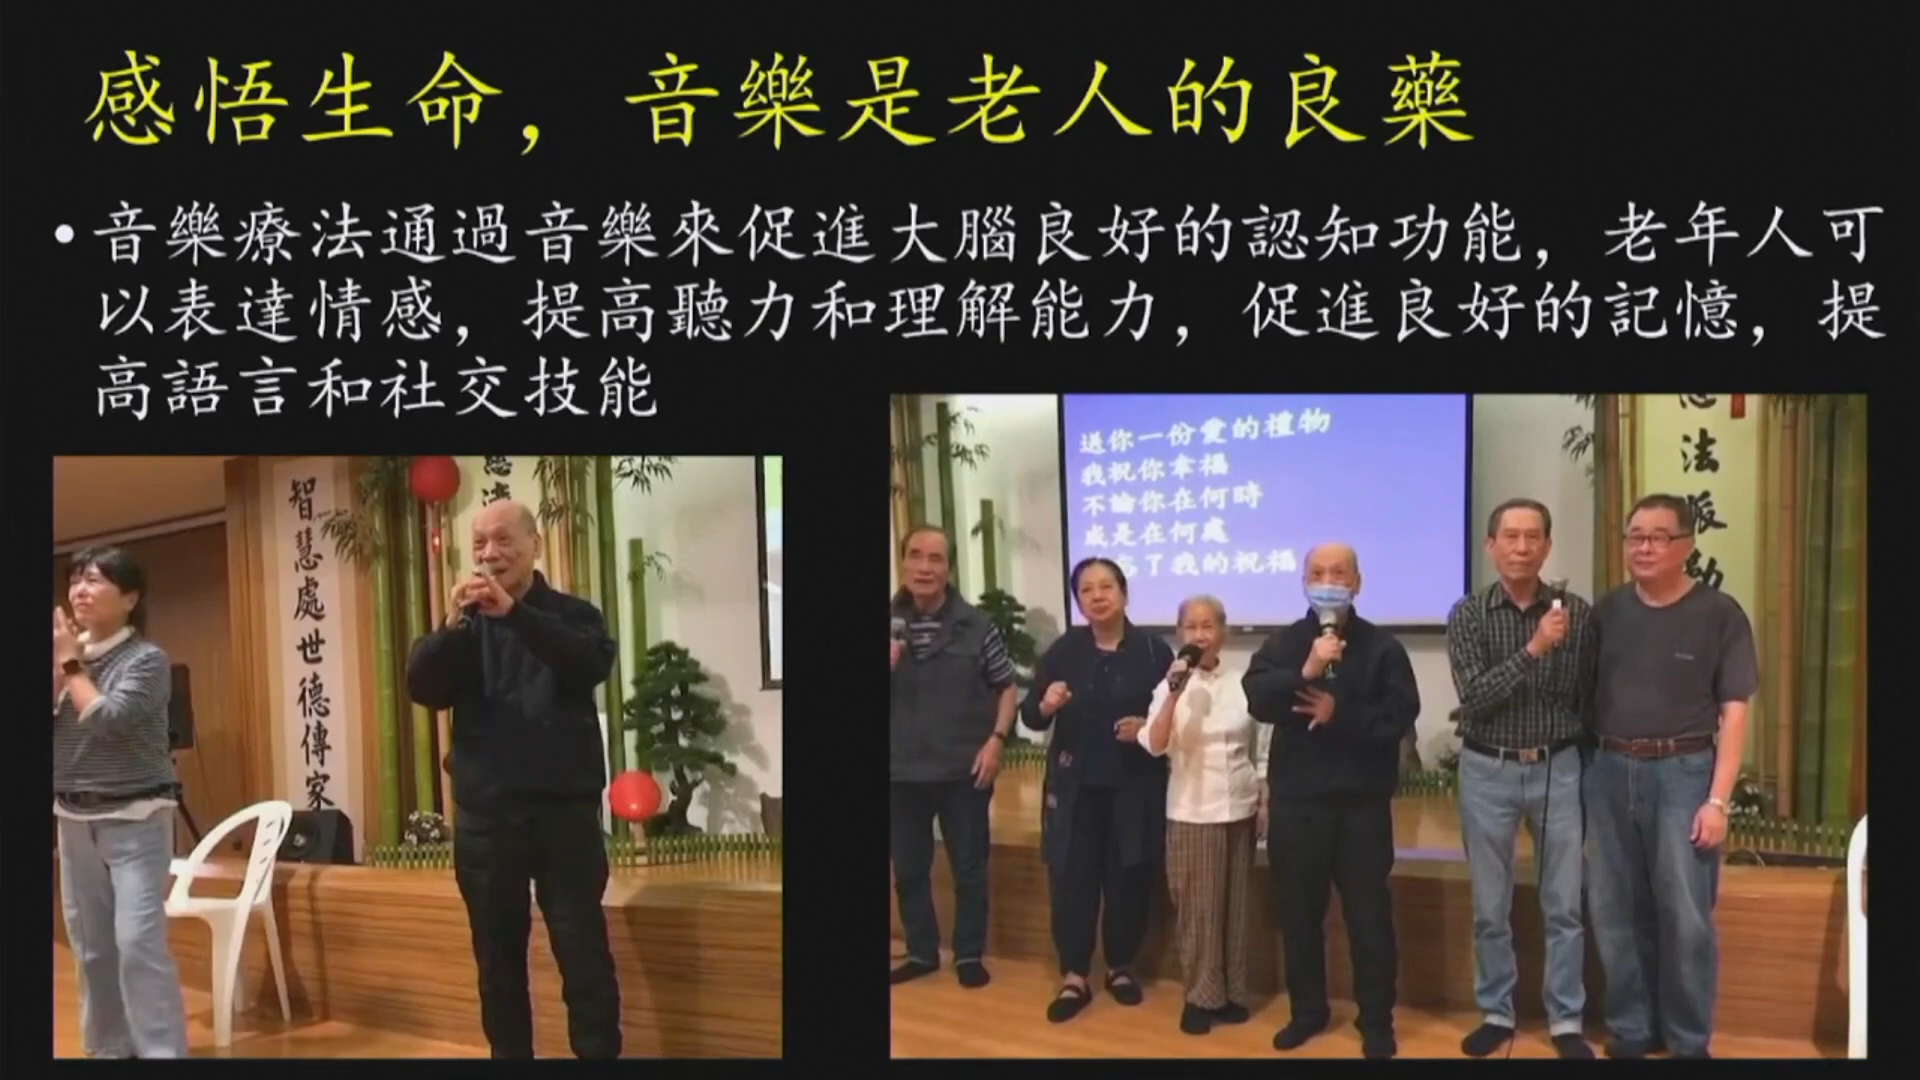 感悟生命，音樂是老人的良藥
• 音樂療法通過音樂來促進大腦良好的認知功能，老年人可
以表達情感，提高聽力和理解能力，促進良好的記憶，提
高語言和社交技能
智慧處世德傳家
送你一份愛的禮物
我祝你幸福
不論你在何時
或是在何處
忘了我的祝福
法脈